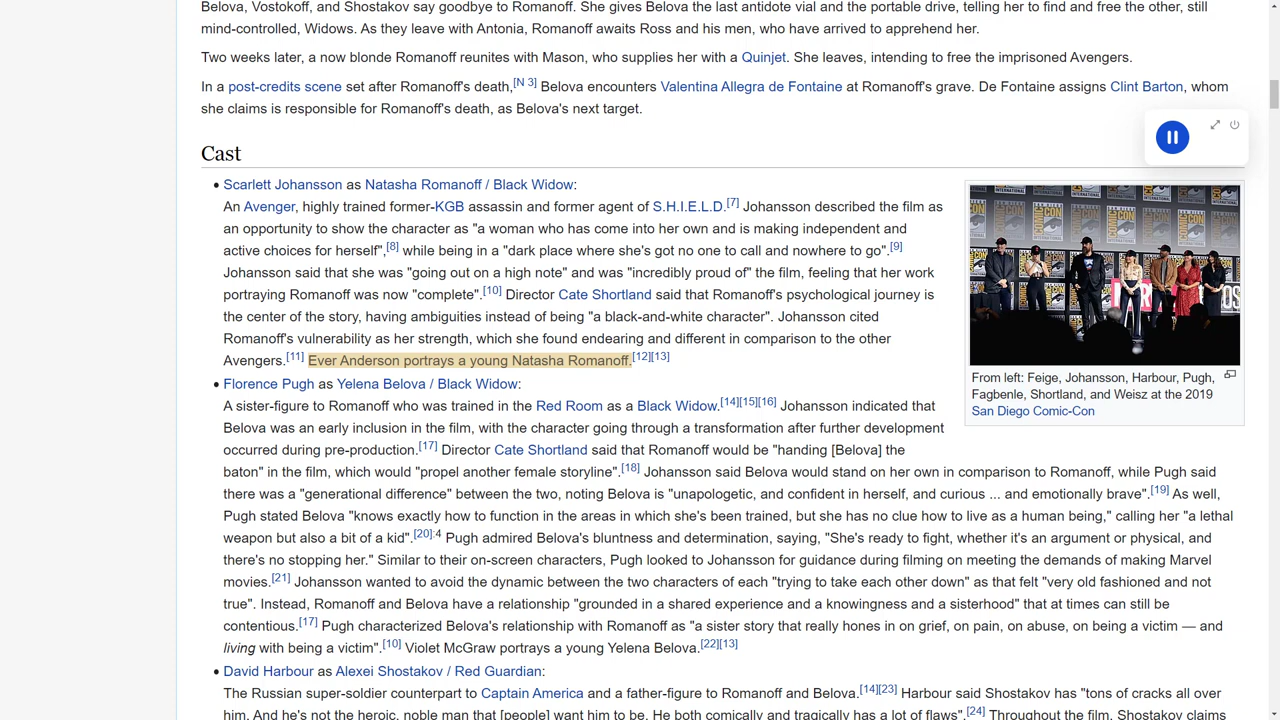 Belova, Vostokoff, and Shostakov say goodbye to Romanoff. She gives Belova the last antidote vial and the portable drive, telling her to find and free the other, still
mind-controlled, Widows. As they leave with Antonia, Romanoff awaits Ross and his men, who have arrived to apprehend her.
Two weeks later, a now blonde Romanoff reunites with Mason, who supplies her with a Quinjet. She leaves, intending to free the imprisoned Avengers.
In a post-credits scene set after Romanoff's death,[N 3] Belova encounters Valentina Allegra de Fontaine at Romanoff's grave. De Fontaine assigns Clint Barton, whom
she claims is responsible for Romanoff's death, as Belova's next target.
Cast
• Scarlett Johansson as Natasha Romanoff / Black Widow:
An Avenger, highly trained former-KGB assassin and former agent of S.H.I.E.L.D.[7] Johansson described the film as
an opportunity to show the character as "a woman who has come into her own and is making independent and
active choices for herself",[8] while being in a "dark place where she's got no one to call and nowhere to go".[9]
Johansson said that she was "going out on a high note" and was "incredibly proud of" the film, feeling that her work
portraying Romanoff was now "complete".[10] Director Cate Shortland said that Romanoff's psychological journey is
the center of the story, having ambiguities instead of being "a black-and-white character". Johansson cited
Romanoff's vulnerability as her strength, which she found endearing and different in comparison to the other
Avengers.[11] Ever Anderson portrays a young Natasha Romanoff.[12][13]
From left: Feige, Johansson, Harbour, Pugh,
Fagbenle, Shortland, and Weisz at the 2019
San Diego Comic-Con
• Florence Pugh as Yelena Belova / Black Widow:
A sister-figure to Romanoff who was trained in the Red Room as a Black Widow.[14][15][16] Johansson indicated that
Belova was an early inclusion in the film, with the character going through a transformation after further development
occurred during pre-production.[17] Director Cate Shortland said that Romanoff would be "handing [Belova] the
baton" in the film, which would "propel another female storyline".[18] Johansson said Belova would stand on her own in comparison to Romanoff, while Pugh said
there was a "generational difference" between the two, noting Belova is "unapologetic, and confident in herself, and curious ... and emotionally brave".[19] As well,
Pugh stated Belova "knows exactly how to function in the areas in which she's been trained, but she has no clue how to live as a human being," calling her "a lethal
weapon but also a bit of a kid".[20]:4 Pugh admired Belova's bluntness and determination, saying, "She's ready to fight, whether it's an argument or physical, and
there's no stopping her." Similar to their on-screen characters, Pugh looked to Johansson for guidance during filming on meeting the demands of making Marvel
movies.[21] Johansson wanted to avoid the dynamic between the two characters of each "trying to take each other down" as that felt "very old fashioned and not
true". Instead, Romanoff and Belova have a relationship "grounded in a shared experience and a knowingness and a sisterhood" that at times can still be
contentious.[17] Pugh characterized Belova's relationship with Romanoff as "a sister story that really hones in on grief, on pain, on abuse, on being a victim — and
living with being a victim".[10] Violet McGraw portrays a young Yelena Belova.[22][13]
• David Harbour as Alexei Shostakov / Red Guardian:
The Russian super-soldier counterpart to Captain America and a father-figure to Romanoff and Belova.[14][23] Harbour said Shostakov has "tons of cracks all over
him. And he's not the heroic, noble man that [people] want him to be. He both comically and tragically has a lot of flaws".[24] Throughout the film, Shostakov claims